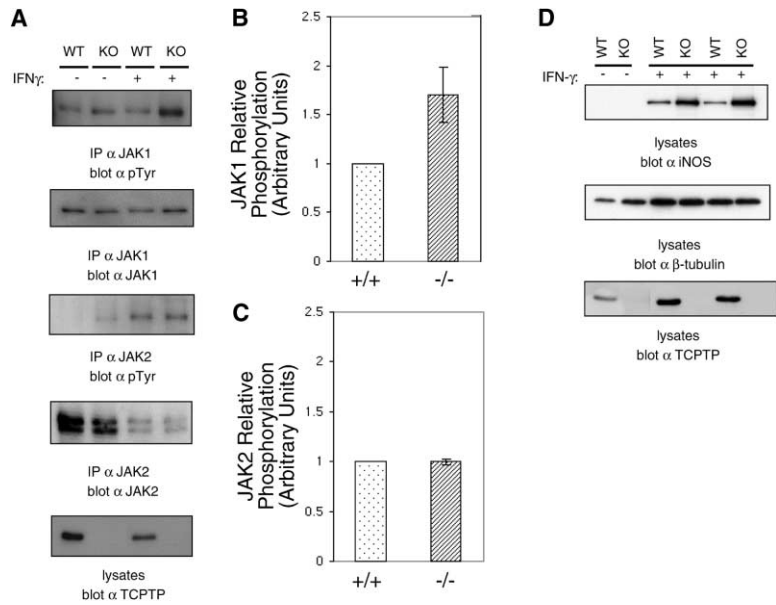 A
WT KO WT KO
IFNγ: - - + +
IP α JAK1
blot α pTyr
IP α JAK1
blot α JAK1
IP α JAK2
blot α pTyr
IP α JAK2
blot α JAK2
lysates
blot α TCPTP
B
JAK1 Relative
Phosphorylation
(Arbitrary Units)
2.5
2
1.5
1
0.5
0
+/+ -/-
C
JAK2 Relative
Phosphorylation
(Arbitrary Units)
2.5
2
1.5
1
0.5
0
+/+ -/-
D
WT KO WT KO WT KO
IFN-γ: - - + + + +
lysates
blot α iNOS
lysates
blot α β-tubulin
lysates
blot α TCPTP